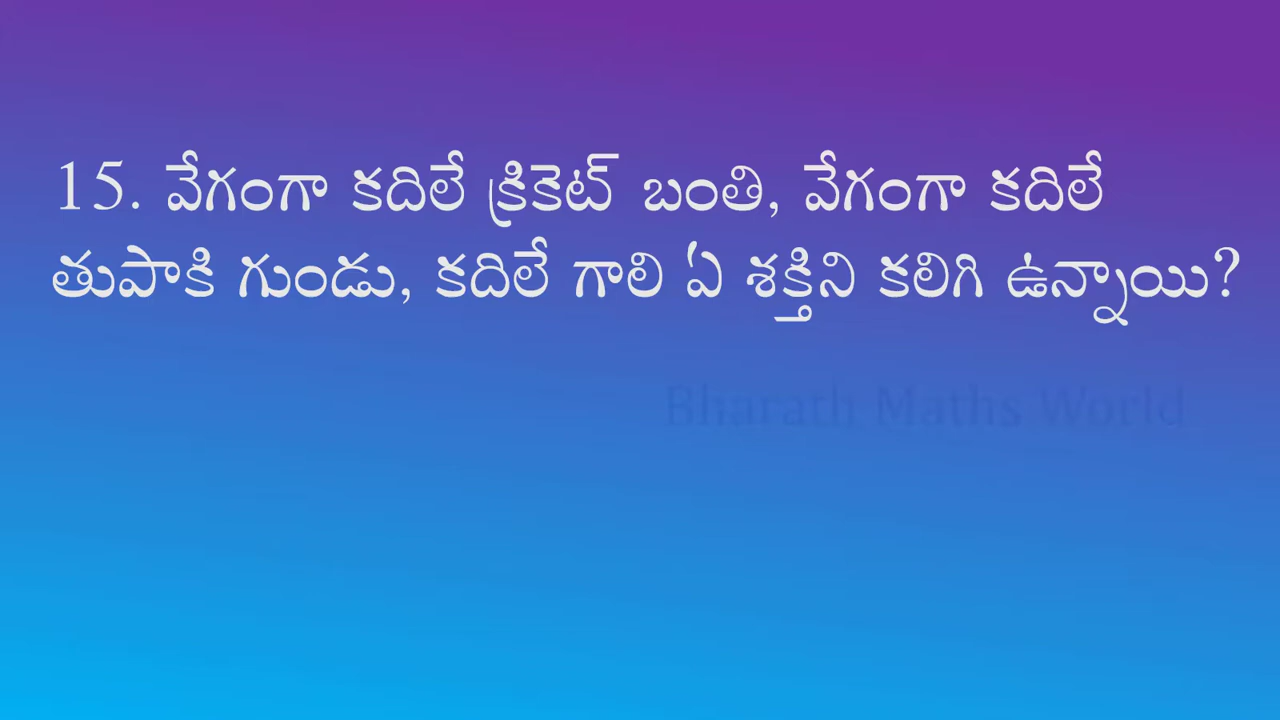 15. వేగంగా కదిలే క్రికెట్ బంతి, వేగంగా కదిలే
తుపాకి గుండు, కదిలే గాలి ఏ శక్తిని కలిగి ఉన్నాయి?
Bharath Maths World